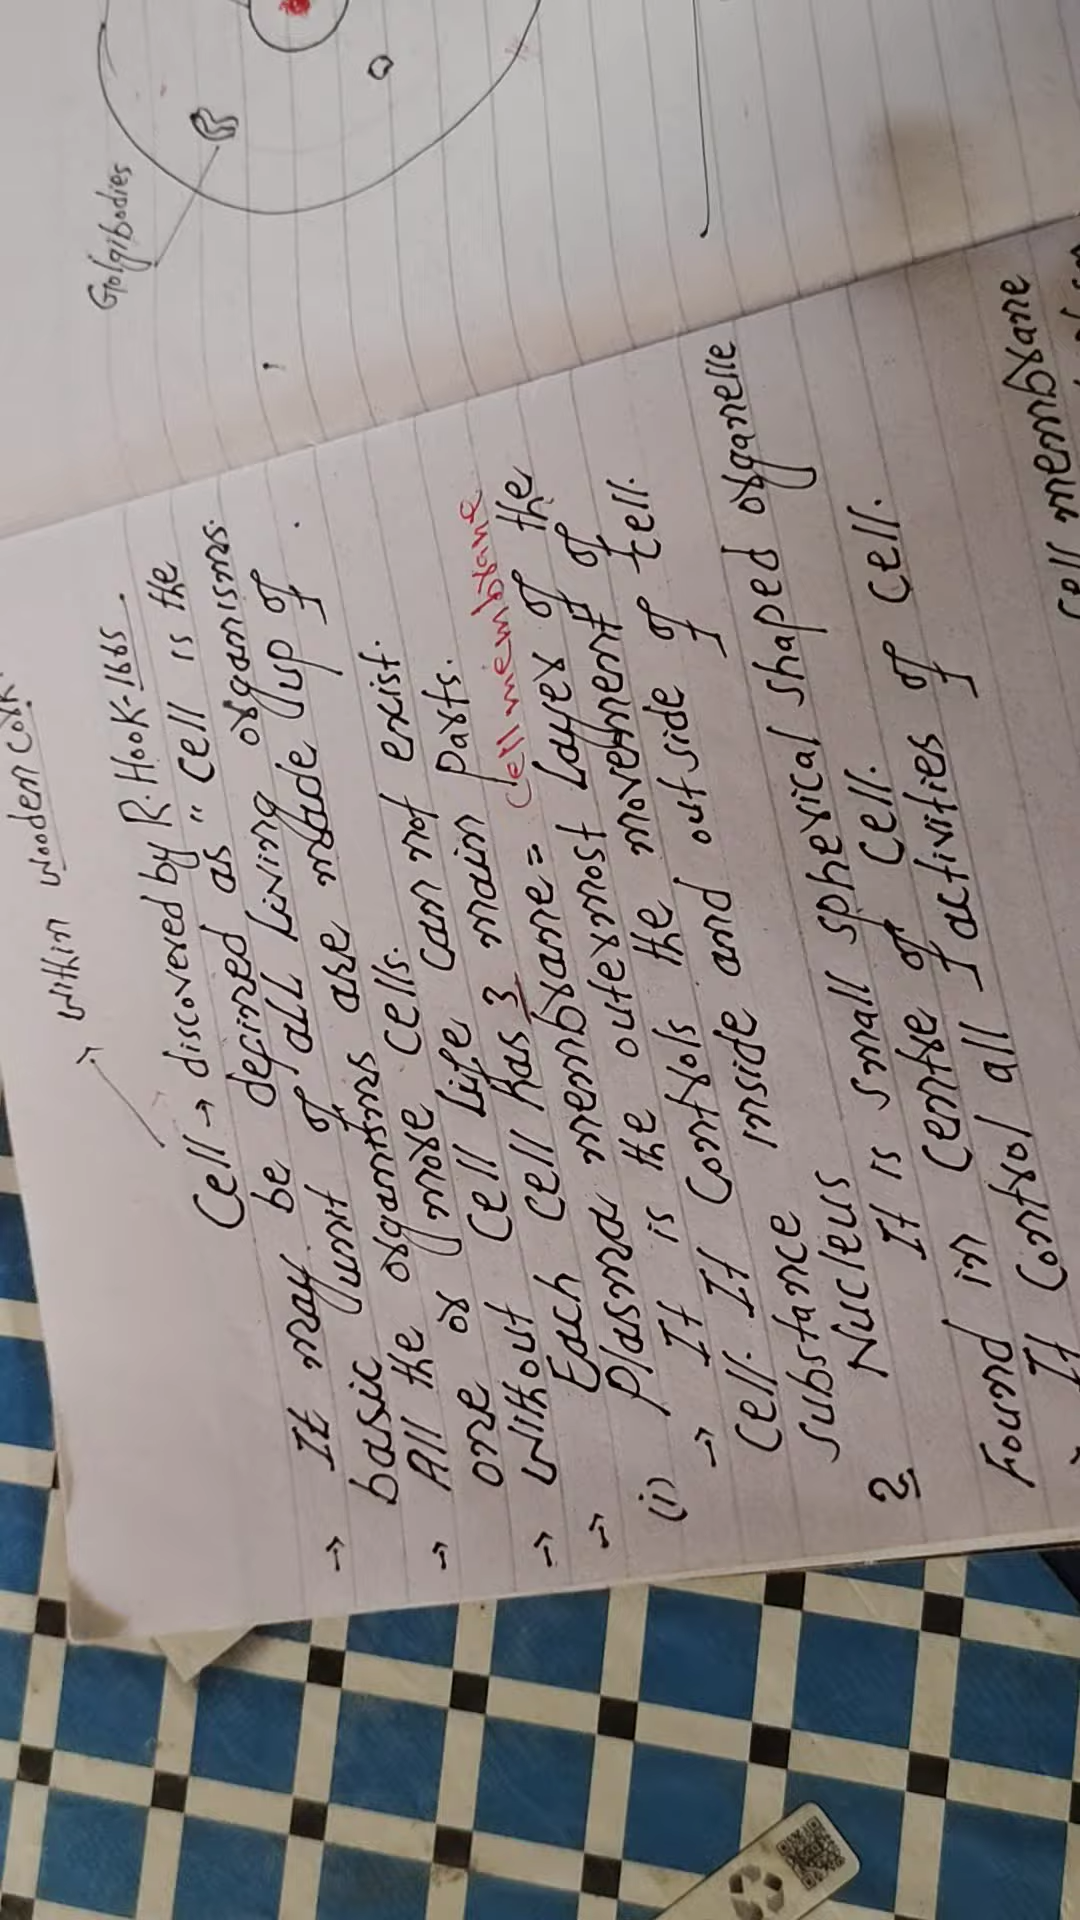 Golgibodies
within wooden cork.
Cell → discovered by R. HooK-1665.
→ It may be defined as " Cell is the
basic unit of all Living organisms
→ All the organisms are made up of
one or more cells.
→ without Cell Life can not exist.
→ Each cell has 3 main parts.
(i) Plasma membrane = Cell membrane
It is the outermost Layer of the
→ Cell. It Controls the movement of
substance inside and outside of cell.
2 Nucleus
It is small spherical shaped organelle
Found in Centre of Cell.
It Control all activities of Cell.
Cell membrane